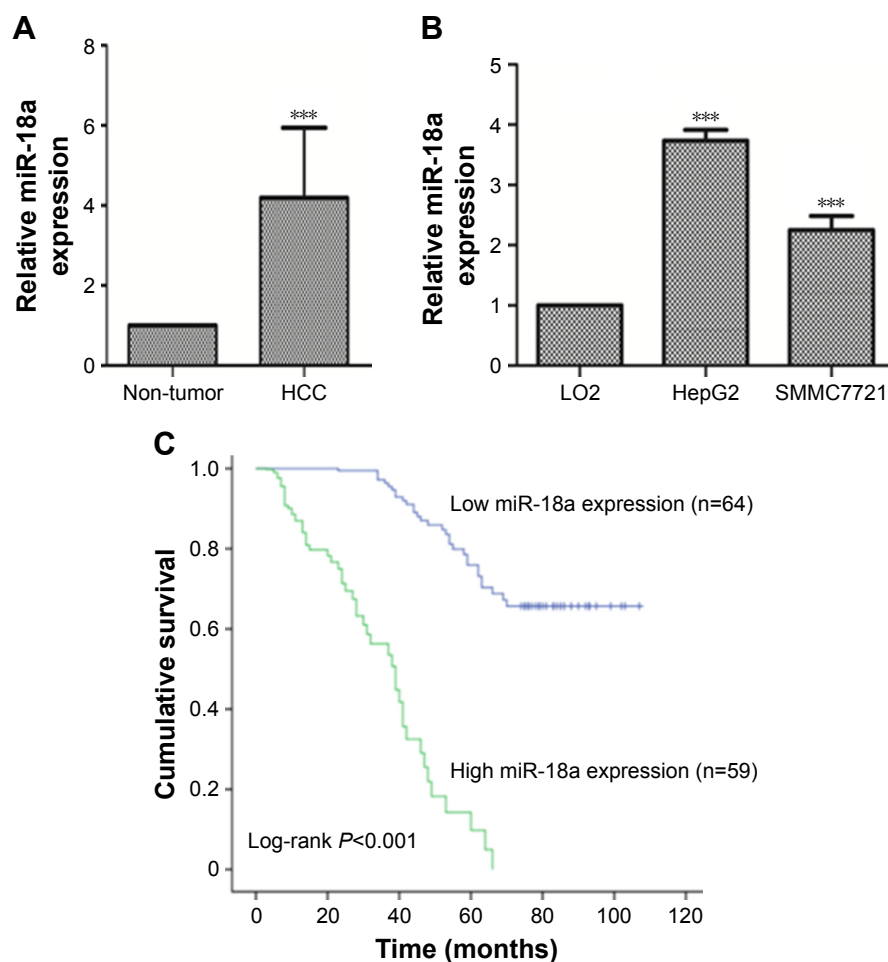 A
Relative miR-18a
expression
8
6
4
2
0
***
Non-tumor
HCC
B
Relative miR-18a
expression
5
4
3
2
1
0
***
***
LO2
HepG2
SMMC7721
C
Cumulative survival
1.0
0.8
0.6
0.4
0.2
0
Low miR-18a expression (n=64)
High miR-18a expression (n=59)
Log-rank P<0.001
0
20
40
60
80
100
120
Time (months)